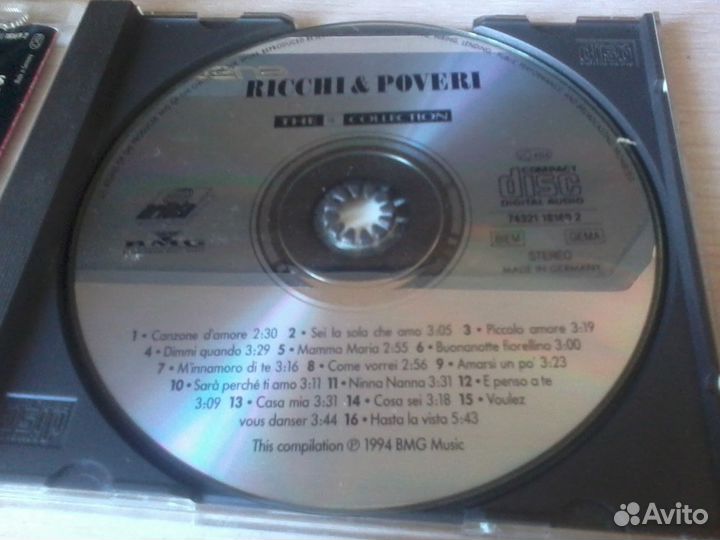 RICCHI & POVERI
THE COLLECTION
COMPACT
disc
DIGITAL AUDIO
74321 18189 2
BMG
BIEM GEMA
STEREO
MADE IN GERMANY
1 • Canzone d'amore 2:30 2 • Sei la sola che amo 3:05 3 • Piccolo amore 3:19
4 • Dimmi quando 3:29 5 • Mamma Maria 2:55 6 • Buonanotte fiorellino 3:00
7 • M'innamoro di te 3:16 8 • Come vorrei 2:56 9 • Amarsi un po' 3:23
10 • Sarà perché ti amo 3:11 11 • Ninna Nanna 3:31 12 • E penso a te
3:09 13 • Casa mia 3:31 14 • Cosa sei 3:18 15 • Voulez
vous danser 3:44 16 • Hasta la vista 5:43
This compilation ℗ 1994 BMG Music
Avito